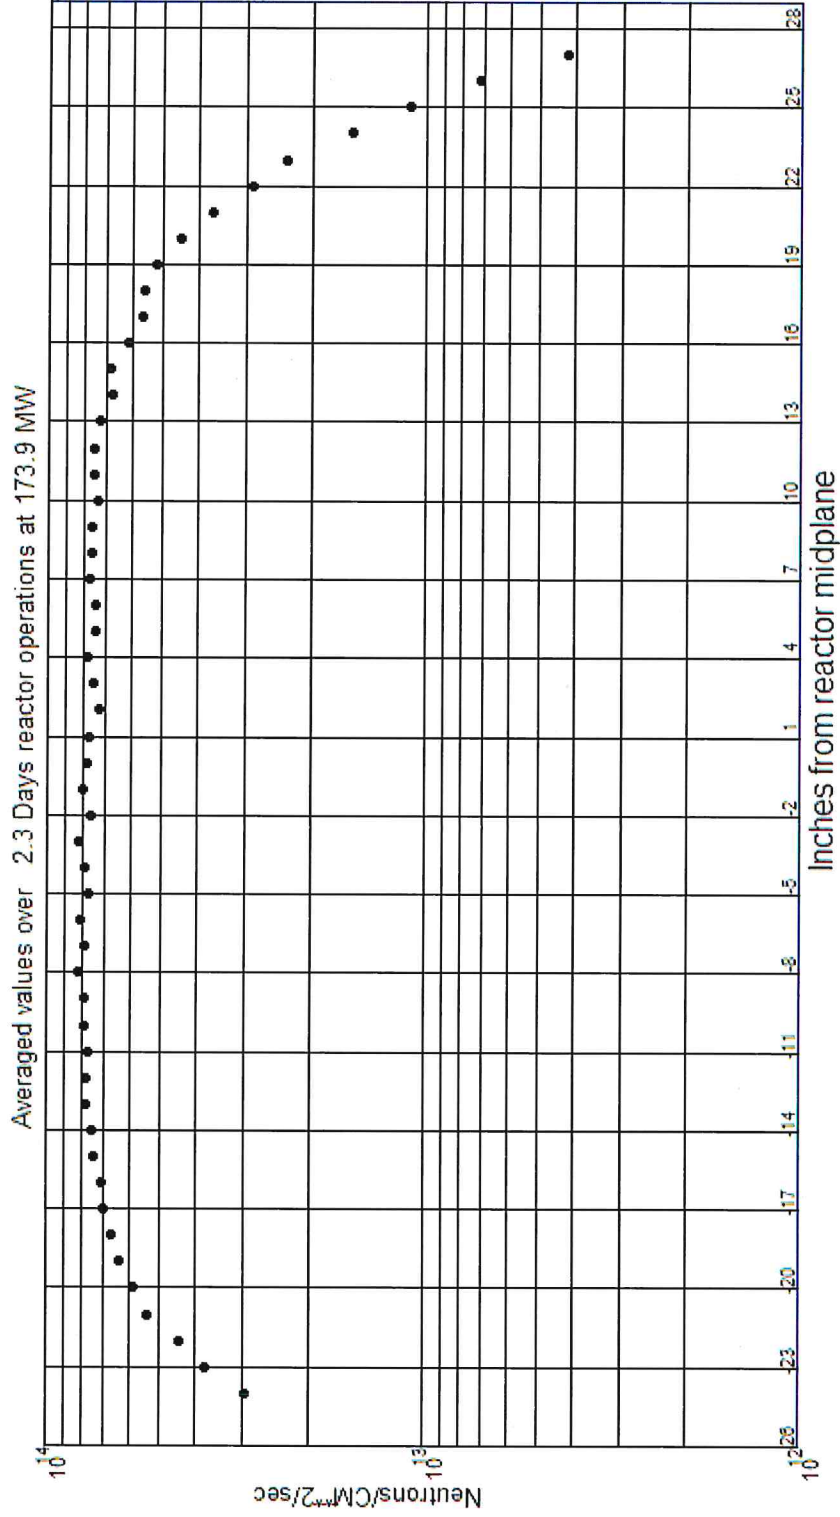 Averaged values over 2.3 Days reactor operations at 173.9 MW
10^14
10^13
10^12
Neutrons/CM**2/sec
-26 -23 -20 -17 -14 -11 -8 -5 -2 1 4 7 10 13 16 19 22 25 28
Inches from reactor midplane